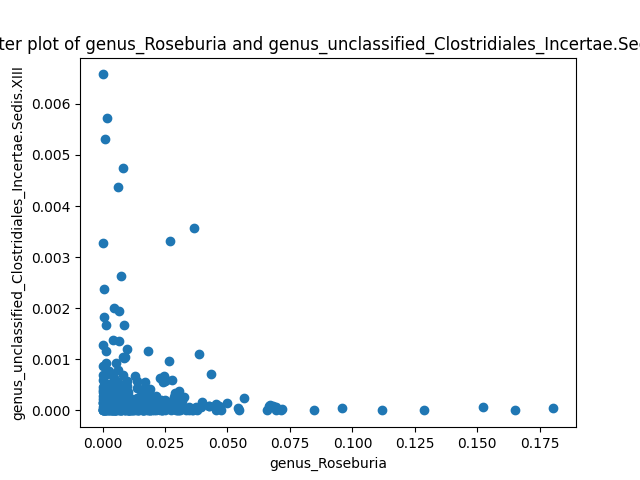 ter plot of genus_Roseburia and genus_unclassified_Clostridiales_Incertae.Se
genus_unclassified_Clostridiales_Incertae.Sedis.XIII
0.006
0.005
0.004
0.003
0.002
0.001
0.000
0.000 0.025 0.050 0.075 0.100 0.125 0.150 0.175
genus_Roseburia